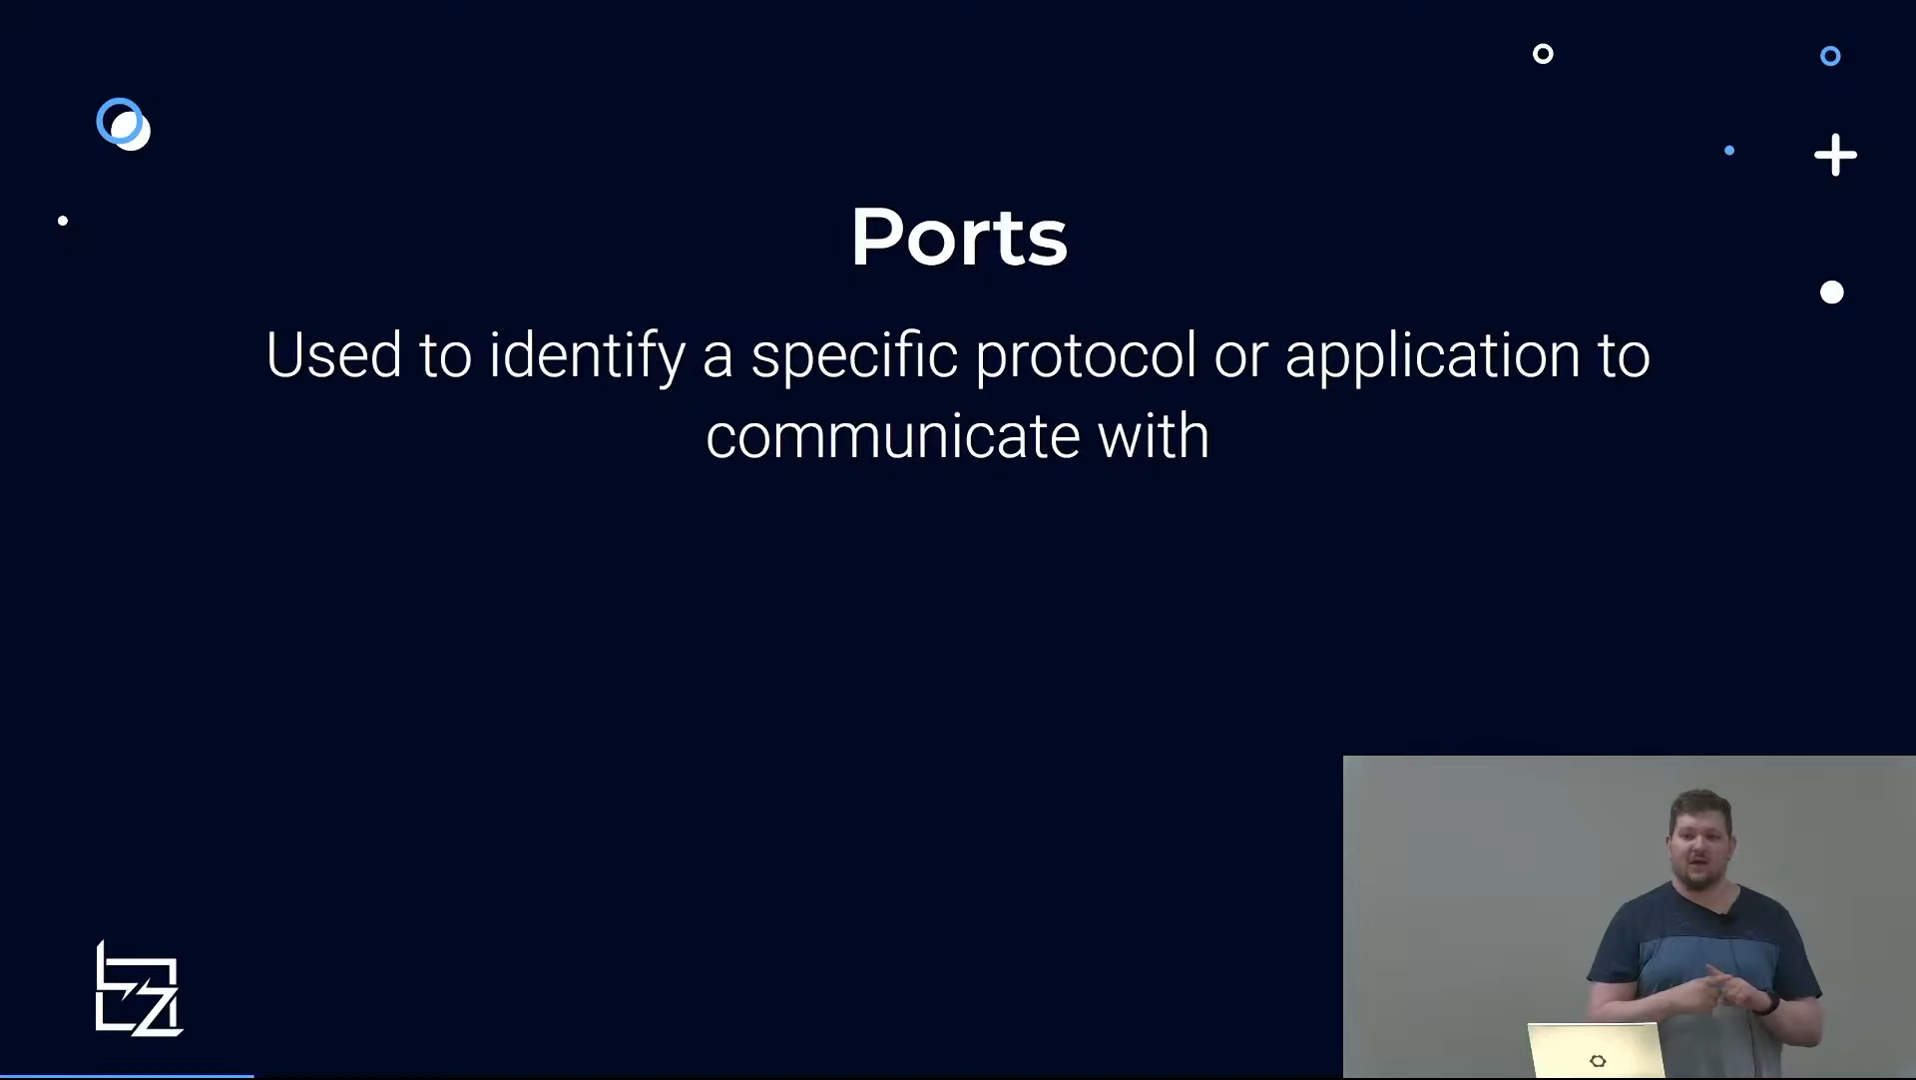 Ports
Used to identify a specific protocol or application to
communicate with